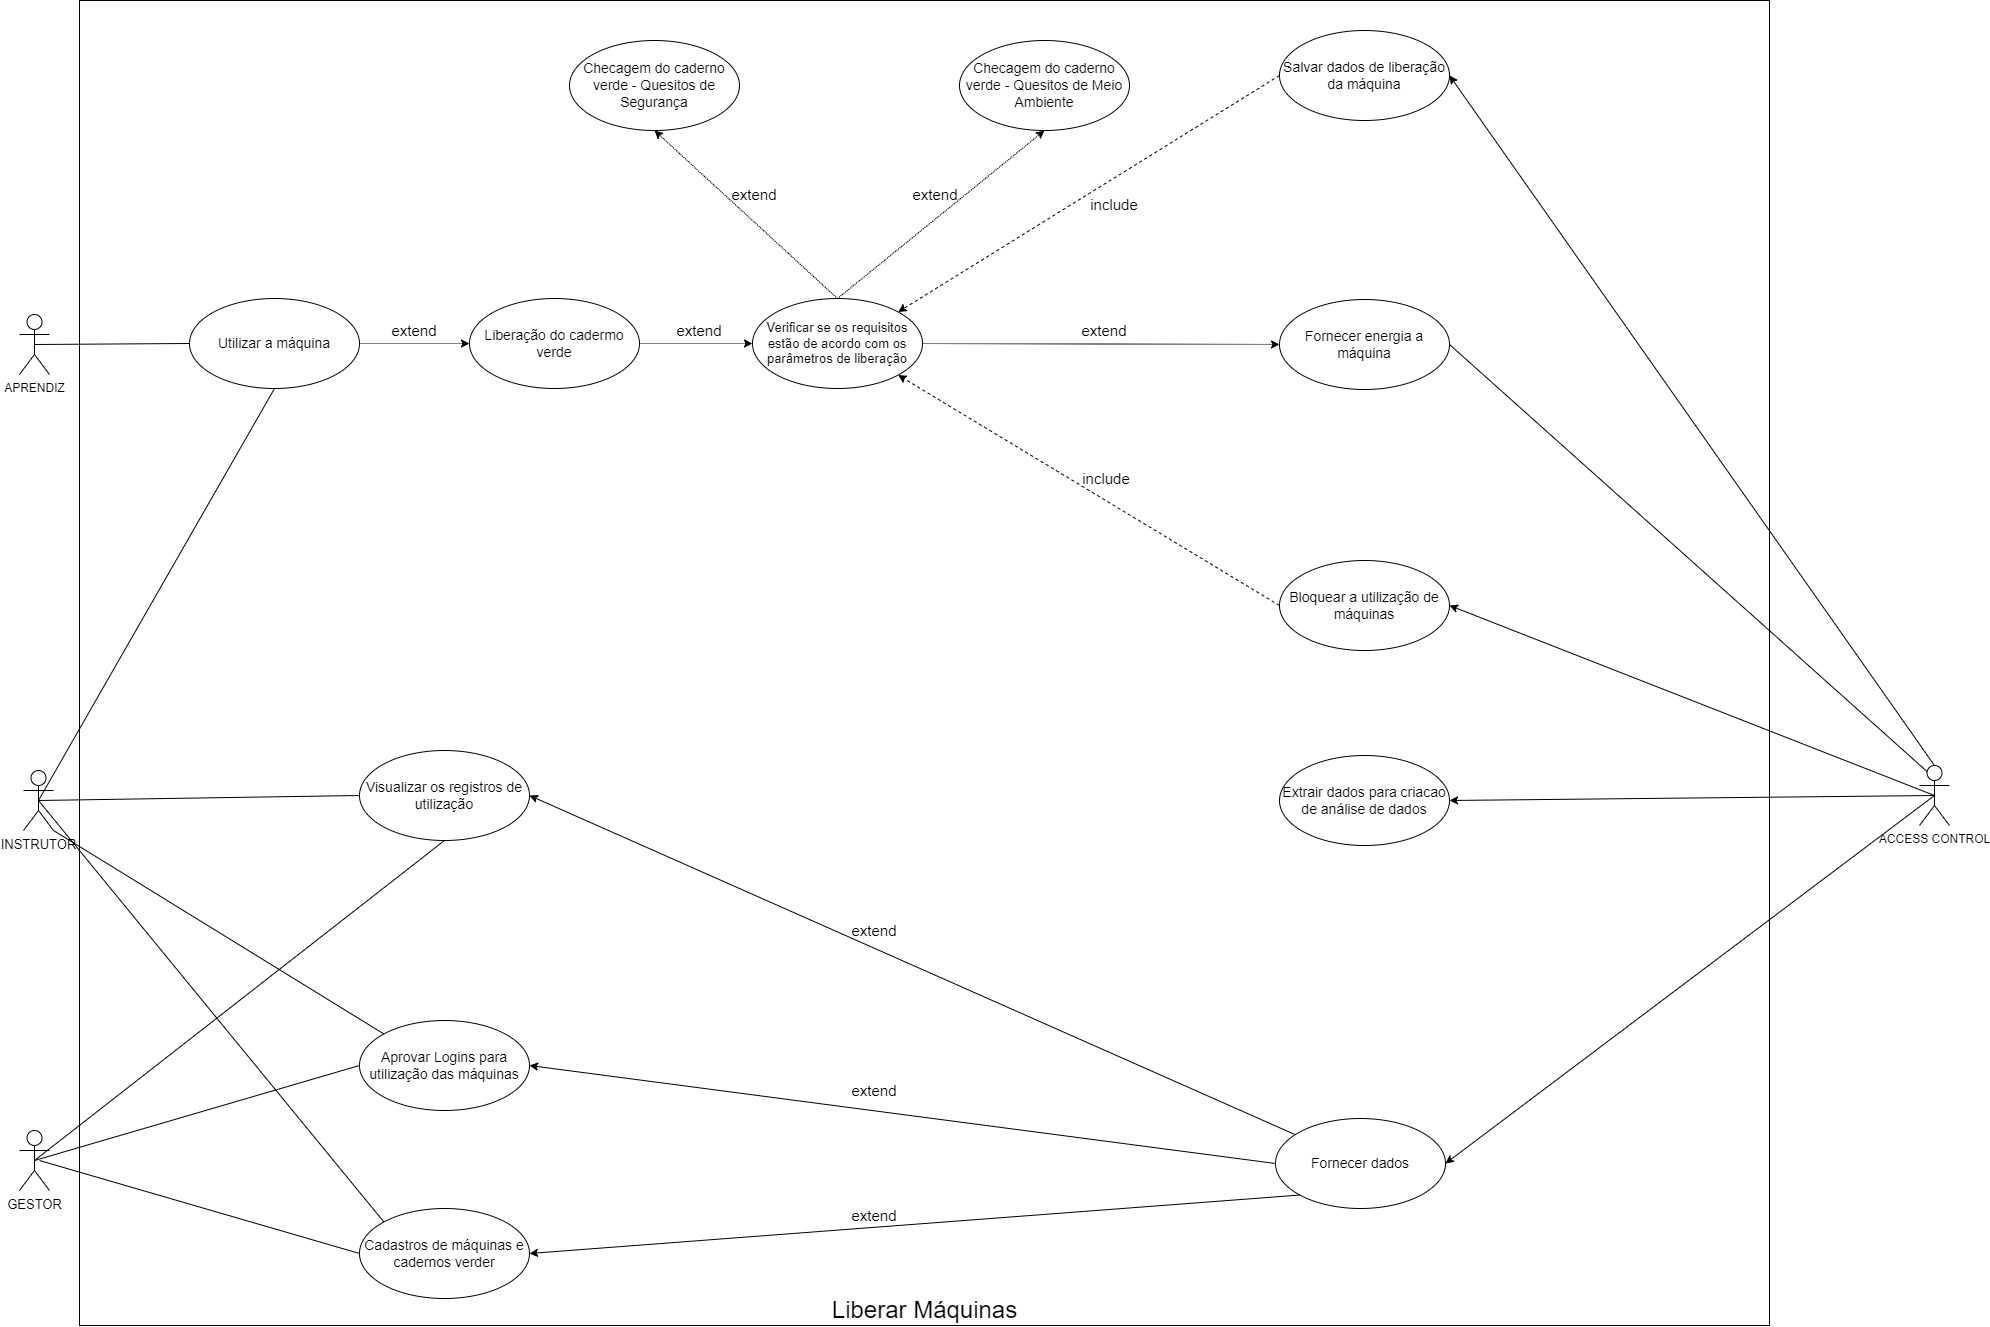 Checagem do caderno
verde - Quesitos de
Segurança
Checagem do caderno
verde - Quesitos de Meio
Ambiente
Salvar dados de liberação
da máquina
extend
extend
include
APRENDIZ
Utilizar a máquina
extend
Liberação do cadermo
verde
extend
Verificar se os requisitos
estão de acordo com os
parâmetros de liberação
extend
Fornecer energia a
máquina
include
Bloquear a utilização de
máquinas
INSTRUTOR
Visualizar os registros de
utilização
Extrair dados para criacao
de análise de dados
ACCESS CONTROL
extend
Aprovar Logins para
utilização das máquinas
extend
Fornecer dados
GESTOR
extend
Cadastros de máquinas e
cadernos verder
Liberar Máquinas